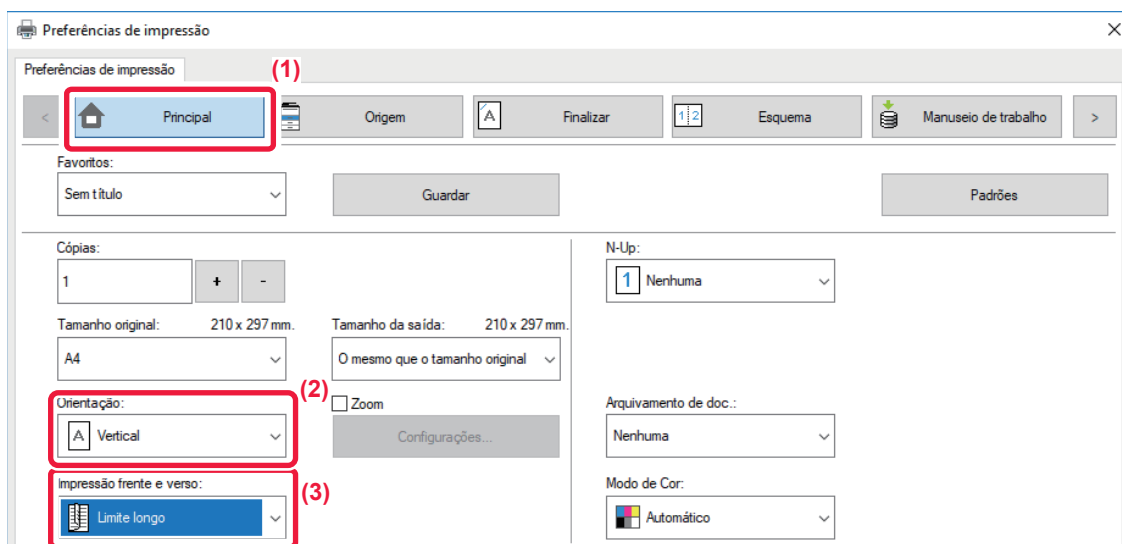 Preferências de impressão
Preferências de impressão
(1)
< Principal Origem A Finalizar 1 2 Esquema Manuseio de trabalho >
Favoritos:
Sem título Guardar Padrões
Cópias: N-Up:
1 + - 1 Nenhuma
Tamanho original: 210 x 297 mm. Tamanho da saída: 210 x 297 mm.
A4 O mesmo que o tamanho original
(2)
Orientação: Zoom Arquivamento de doc.:
A Vertical Configurações... Nenhuma
Impressão frente e verso: (3) Modo de Cor:
Limite longo Automático